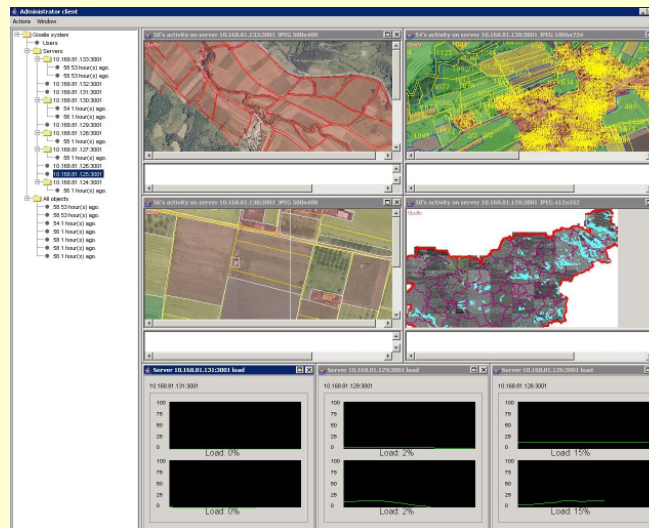 Administrator client
Actions Window
Giselle system
Users
Servers
10.168.81.133:3001
58 53 hour(s) ago.
58 53 hour(s) ago.
10.168.81.132:3001
10.168.81.131:3001
10.168.81.130:3001
54 1 hour(s) ago.
56 1 hour(s) ago.
10.168.81.129:3001
10.168.81.128:3001
58 1 hour(s) ago.
10.168.81.127:3001
58 1 hour(s) ago.
10.168.81.126:3001
10.168.81.125:3001
10.168.81.124:3001
56 1 hour(s) ago.
All objects
58 53 hour(s) ago.
58 53 hour(s) ago.
54 1 hour(s) ago.
56 1 hour(s) ago.
58 1 hour(s) ago.
58 1 hour(s) ago.
56 1 hour(s) ago.
58's activity on server 10.168.81.133:3001 JPEG 500x400
54's activity on server 10.168.81.130:3001 JPEG 1066x734
56's activity on server 10.168.81.130:3001 JPEG 500x400
58's activity on server 10.168.81.128:3001 JPEG 412x352
Server 10.168.81.131:3001 load
10.168.81.131:3001
100
75
50
25
0
Load: 0%
100
75
50
25
0
Load: 0%
Server 10.168.81.129:3001 load
10.168.81.129:3001
100
75
50
25
0
Load: 2%
100
75
50
25
0
Load: 2%
Server 10.168.81.126:3001 load
10.168.81.126:3001
100
75
50
25
0
Load: 15%
100
75
50
25
0
Load: 15%